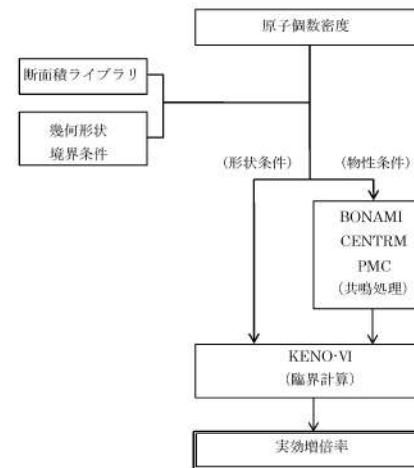 原子個数密度
断面積ライブラリ
幾何形状
境界条件
(形状条件)
(物性条件)
BONAMI
CENTRM
PMC
(共鳴処理)
KENO-VI
(臨界計算)
実効増倍率